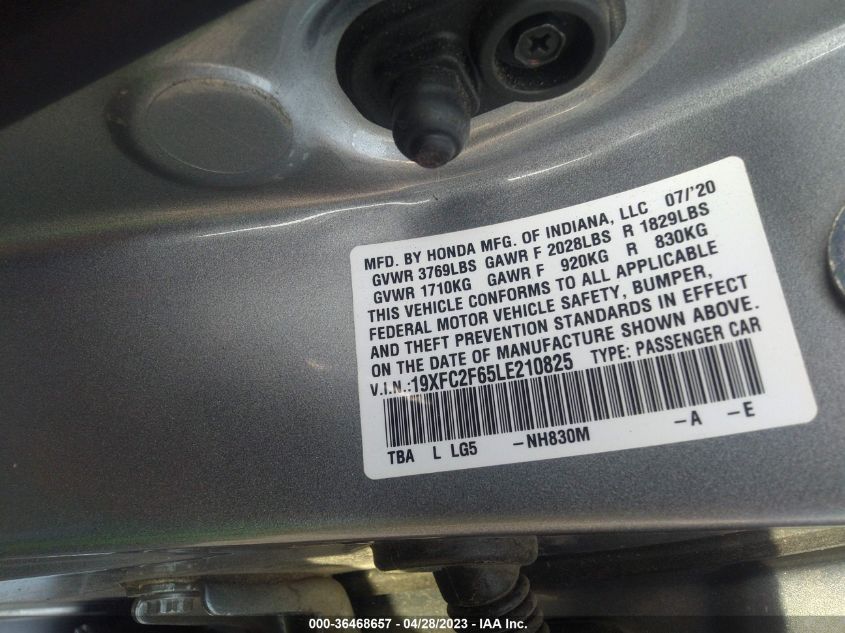 MFD. BY HONDA MFG. OF INDIANA, LLC 07/'20
GVWR 3769LBS GAWR F 2028LBS R 1829LBS
GVWR 1710KG GAWR F 920KG R 830KG
THIS VEHICLE CONFORMS TO ALL APPLICABLE
FEDERAL MOTOR VEHICLE SAFETY, BUMPER,
AND THEFT PREVENTION STANDARDS IN EFFECT
ON THE DATE OF MANUFACTURE SHOWN ABOVE.
V.I.N.:19XFC2F65LE210825 TYPE: PASSENGER CAR
TBA L LG5 -NH830M -A -E
000-36468657 - 04/28/2023 - IAA Inc.